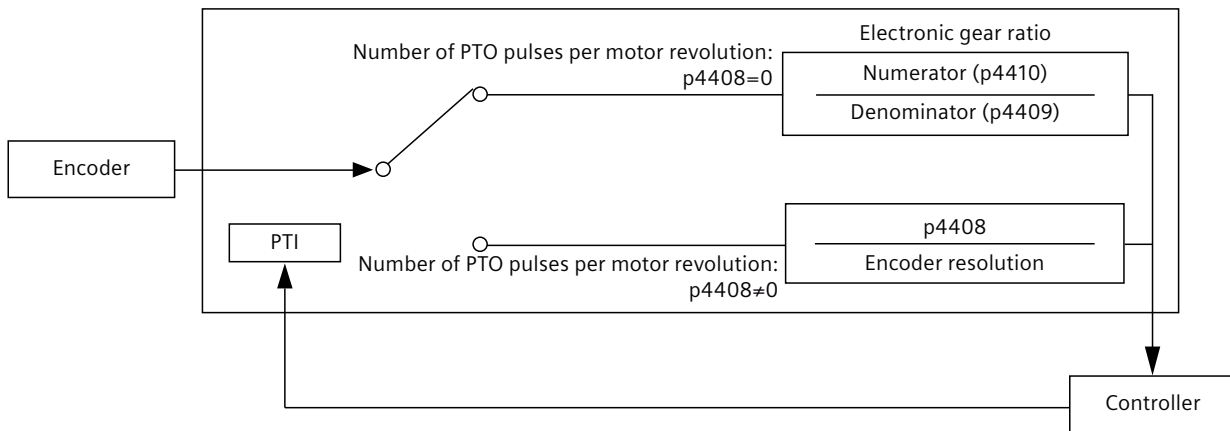 Electronic gear ratio
Number of PTO pulses per motor revolution:
p4408=0
Numerator (p4410)
Denominator (p4409)
Encoder
PTI
p4408
Encoder resolution
Number of PTO pulses per motor revolution:
p4408≠0
Controller